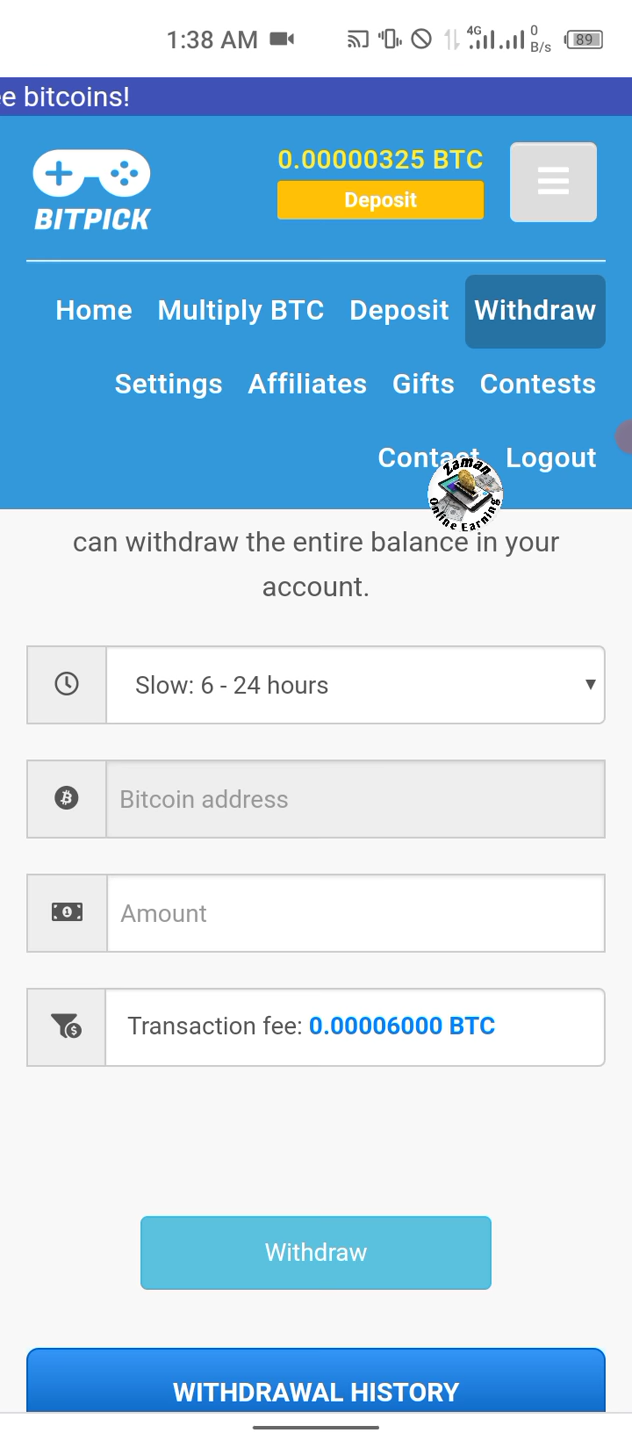 1:38 AM 4G 0 B/s 89
e bitcoins!
0.00000325 BTC
Deposit
BITPICK
Home Multiply BTC Deposit Withdraw
Settings Affiliates Gifts Contests
Contact Logout
Zaman
Online Earning
can withdraw the entire balance in your
account.
Slow: 6 - 24 hours
Bitcoin address
Amount
Transaction fee: 0.00006000 BTC
Withdraw
WITHDRAWAL HISTORY